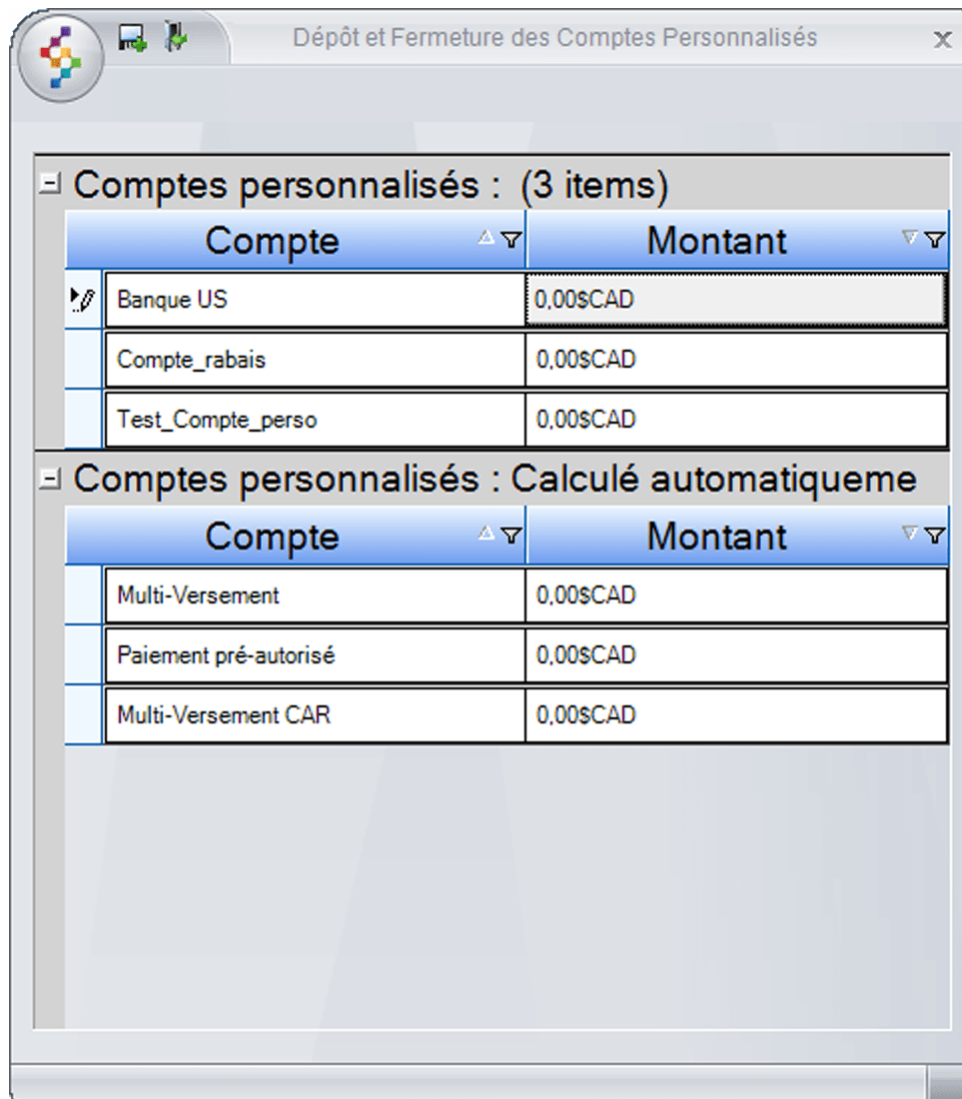 Dépôt et Fermeture des Comptes Personnalisés
Comptes personnalisés : (3 items)
Compte Montant
Banque US 0,00$CAD
Compte_rabais 0,00$CAD
Test_Compte_perso 0,00$CAD
Comptes personnalisés : Calculé automatiqueme
Compte Montant
Multi-Versement 0,00$CAD
Paiement pré-autorisé 0,00$CAD
Multi-Versement CAR 0,00$CAD